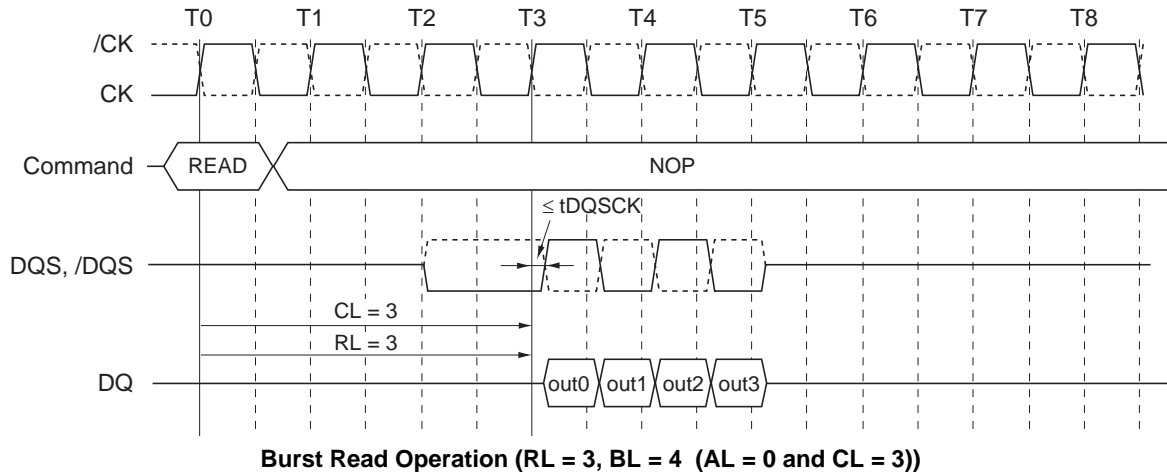 T0 T1 T2 T3 T4 T5 T6 T7 T8
/CK
CK
Command READ NOP
≤ tDQSCK
DQS, /DQS
CL = 3
RL = 3
DQ out0 out1 out2 out3
Burst Read Operation (RL = 3, BL = 4 (AL = 0 and CL = 3))